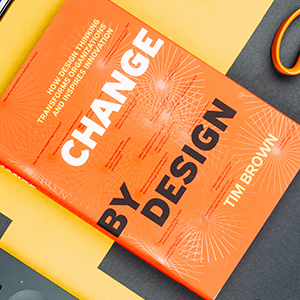 HOW DESIGN THINKING
TRANSFORMS ORGANIZATIONS
AND INSPIRES INNOVATION
CHANGE
BY
DESIGN
TIM BROWN